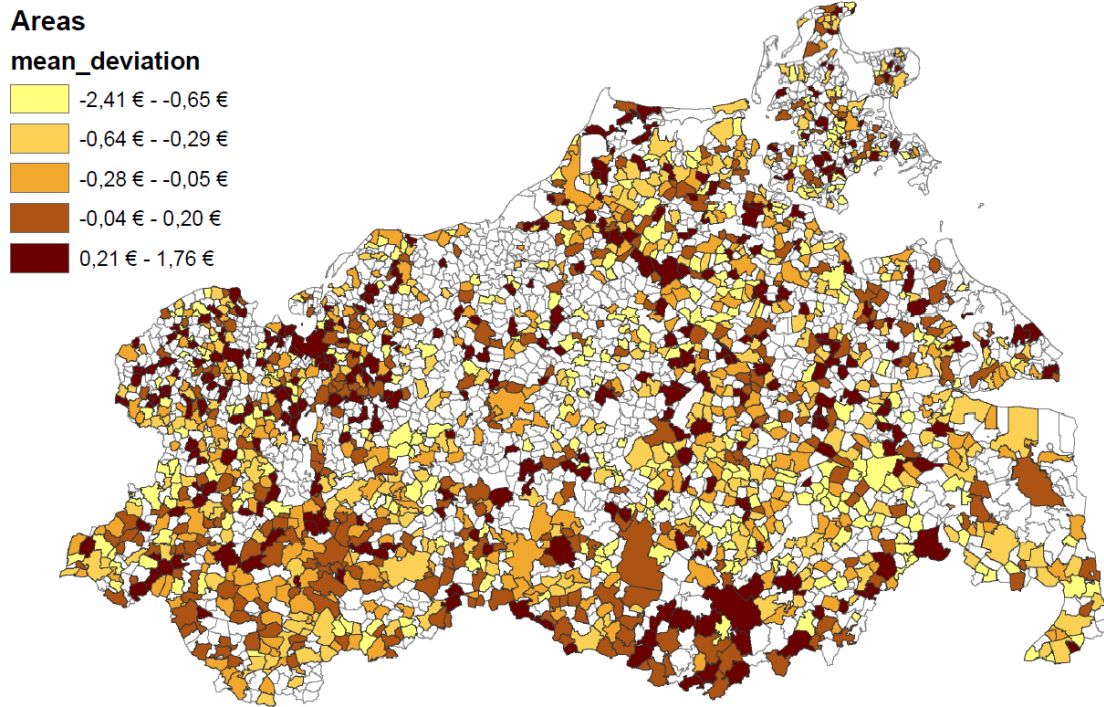 Areas
mean_deviation
-2,41 € - -0,65 €
-0,64 € - -0,29 €
-0,28 € - -0,05 €
-0,04 € - 0,20 €
0,21 € - 1,76 €